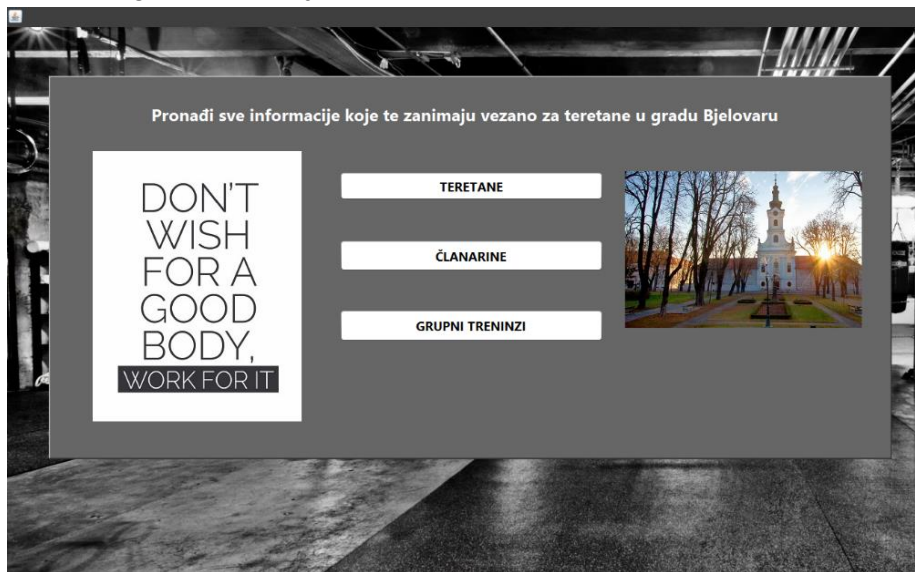 Pronađi sve informacije koje te zanimaju vezano za teretane u gradu Bjelovaru
DON'T
WISH
FOR A
GOOD
BODY,
WORK FOR IT
TERETANE
ČLANARINE
GRUPNI TRENINZI